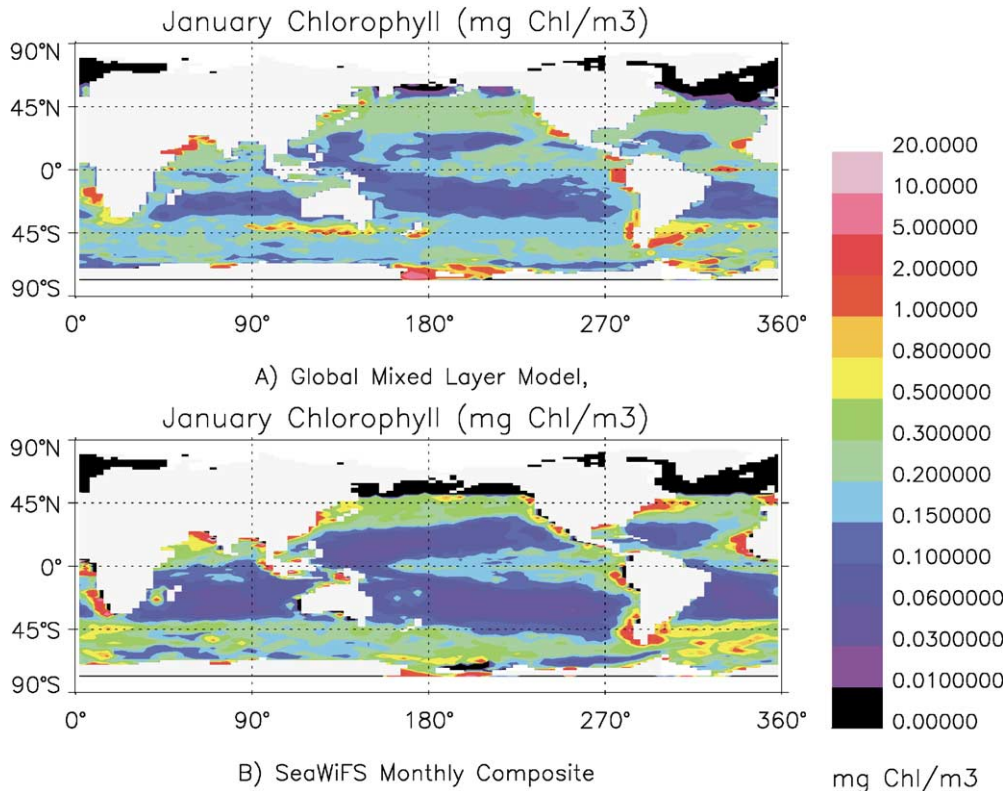 January Chlorophyll (mg Chl/m3)
90°N
45°N
0°
45°S
90°S
0° 90° 180° 270° 360°
A) Global Mixed Layer Model,
January Chlorophyll (mg Chl/m3)
90°N
45°N
0°
45°S
90°S
0° 90° 180° 270° 360°
B) SeaWiFS Monthly Composite
20.0000
10.0000
5.00000
2.00000
1.00000
0.800000
0.500000
0.300000
0.200000
0.150000
0.100000
0.0600000
0.0300000
0.0100000
0.00000
mg Chl/m3